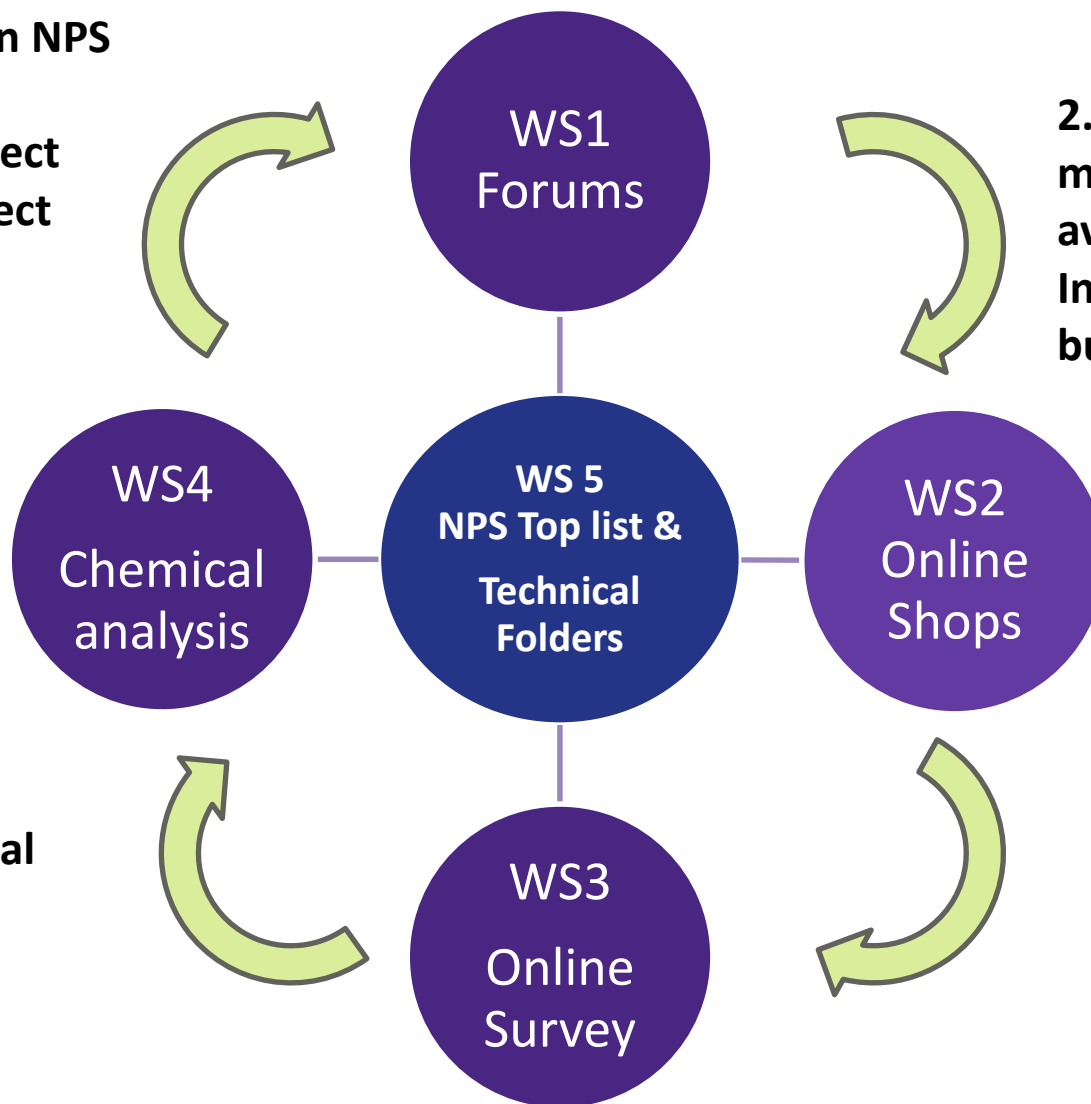 n NPS
ect
ect
WS1
Forums
2.
m
av
In
bu
WS4
Chemical
analysis
WS 5
NPS Top list &
Technical
Folders
WS2
Online
Shops
al
WS3
Online
Survey